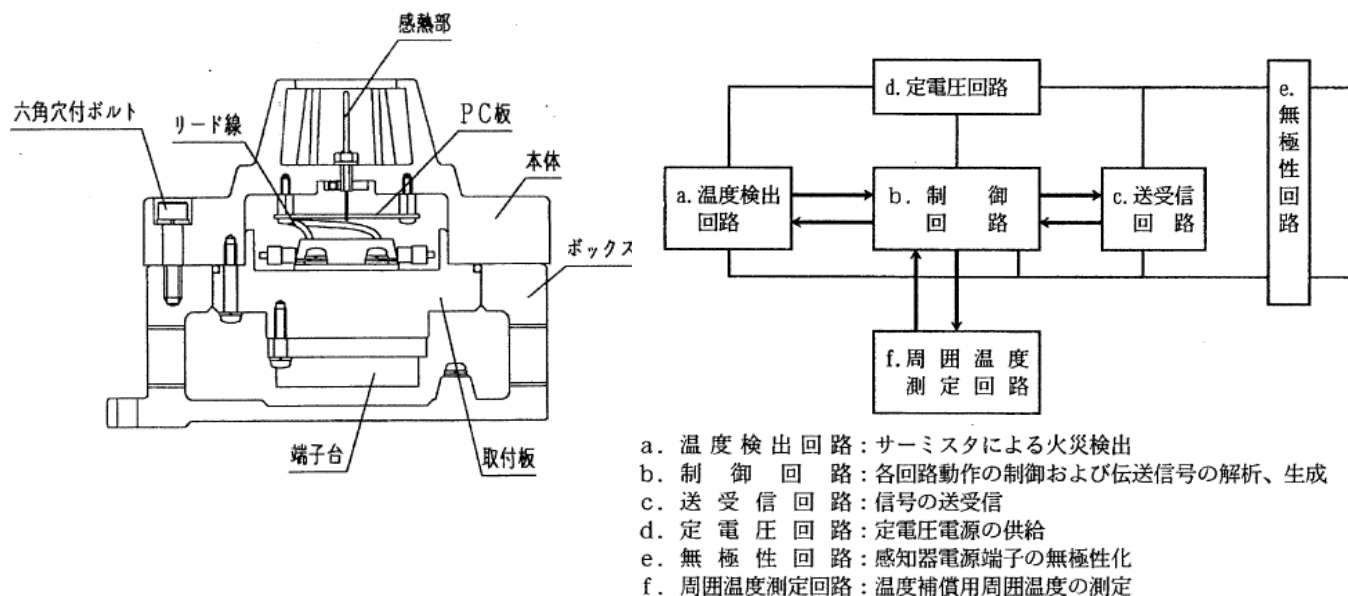 感熱部
六角穴付ボルト
リード線
PC板
本体
ボックス
端子台
取付板
d. 定電圧回路
e.
無極性回路
a. 温度検出
回路
b. 制御
回路
c. 送受信
回路
f. 周囲温度
測定回路
a. 温度検出回路：サーミスタによる火災検出
b. 制御回路：各回路動作の制御および伝送信号の解析、生成
c. 送受信回路：信号の送受信
d. 定電圧回路：定電圧電源の供給
e. 無極性回路：感知器電源端子の無極性化
f. 周囲温度測定回路：温度補償用周囲温度の測定